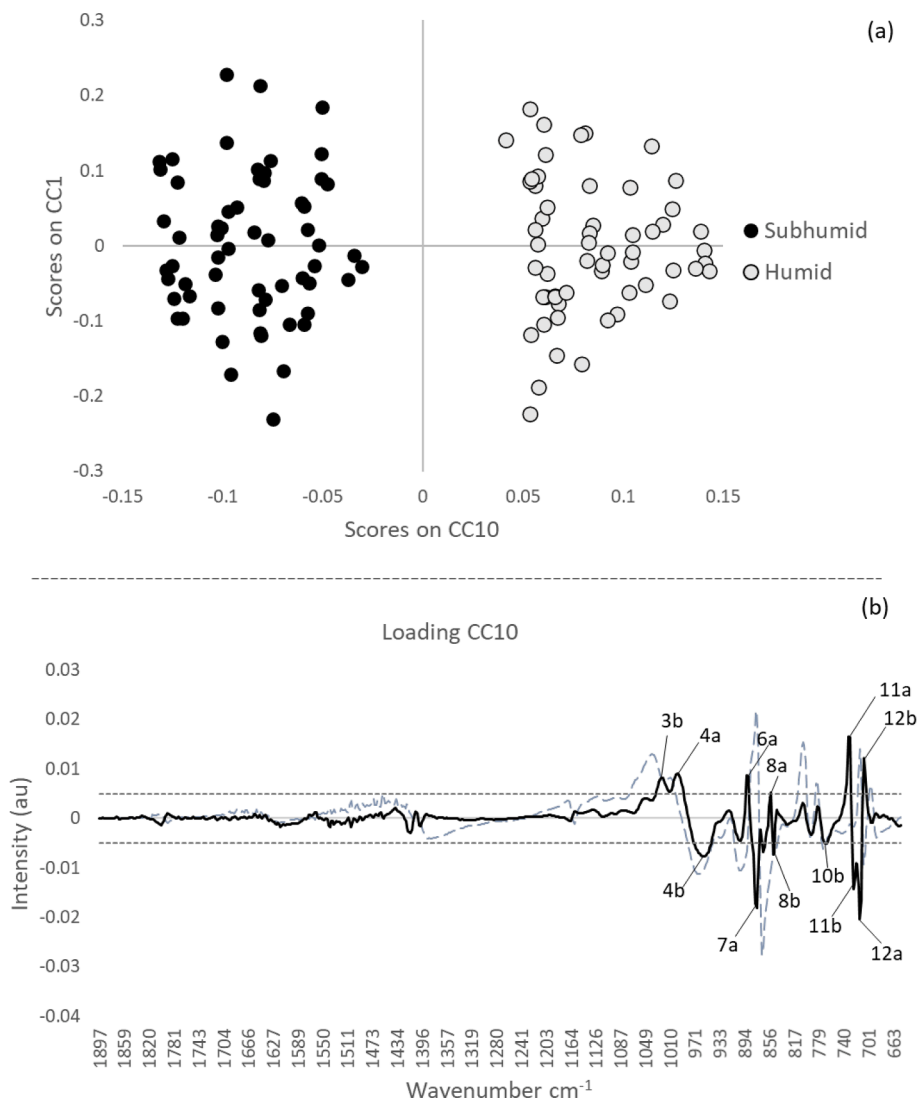 (a)
0.3
0.2
0.1
0
-0.1
-0.2
-0.3
Scores on CC1
-0.15 -0.1 -0.05 0 0.05 0.1 0.15
Scores on CC10
Subhumid
Humid
(b)
Loading CC10
0.03
0.02
0.01
0
-0.01
-0.02
-0.03
-0.04
Intensity (au)
3b
4a
4b
6a
7a
8a
8b
10b
11a
12b
11b
12a
1897 1859 1820 1781 1743 1704 1666 1627 1589 1550 1511 1473 1434 1396 1357 1319 1280 1241 1203 1164 1126 1087 1049 1010 971 933 894 856 817 779 740 701 663
Wavenumber cm⁻¹